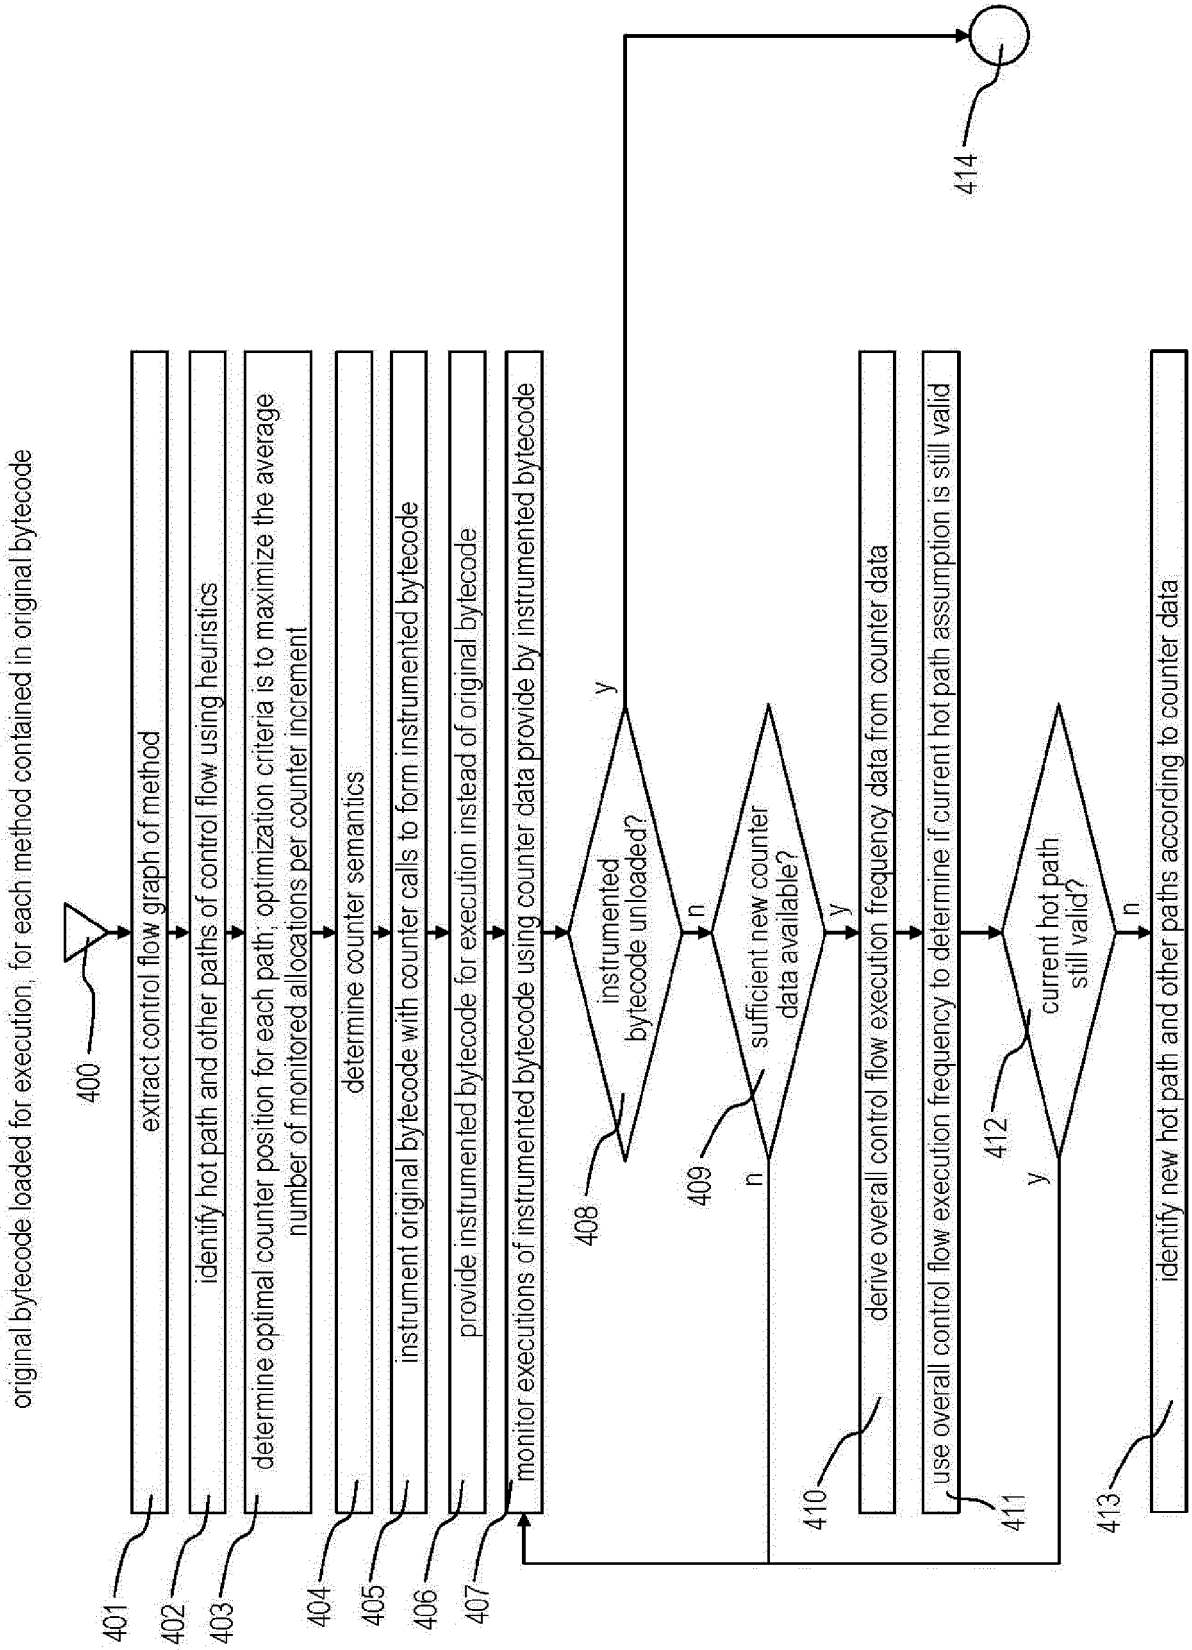 original bytecode loaded for execution, for each method contained in original bytecode
400
401
extract control flow graph of method
402
identify hot path and other paths of control flow using heuristics
403
determine optimal counter position for each path; optimization criteria is to maximize the average
number of monitored allocations per counter increment
404
determine counter semantics
405
instrument original bytecode with counter calls to form instrumented bytecode
406
provide instrumented bytecode for execution instead of original bytecode
407
monitor executions of instrumented bytecode using counter data provide by instrumented bytecode
408
instrumented
bytecode unloaded?
y
n
414
409
sufficient new counter
data available?
n
y
410
derive overall control flow execution frequency data from counter data
411
use overall control flow execution frequency to determine if current hot path assumption is still valid
412
current hot path
still valid?
y
n
413
identify new hot path and other paths according to counter data